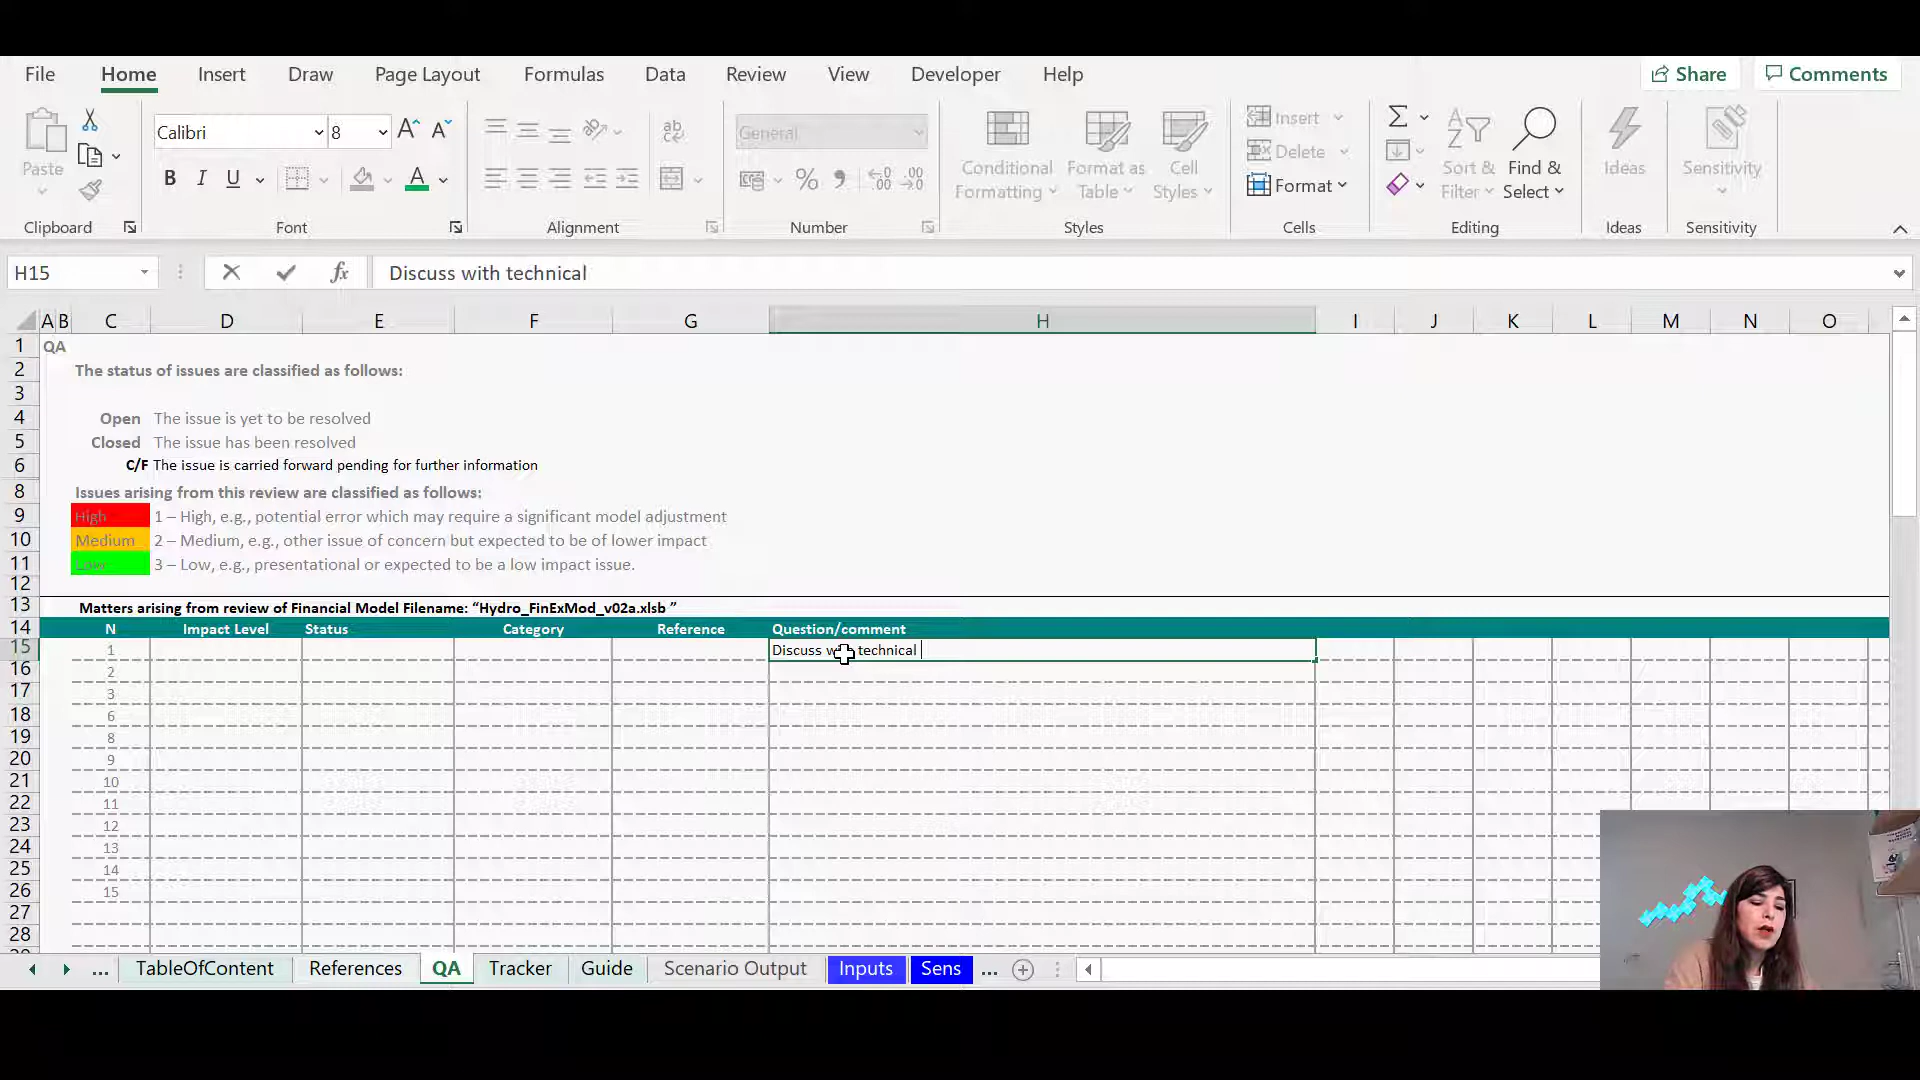 File Home Insert Draw Page Layout Formulas Data Review View Developer Help Share Comments
Calibri 8 ab General Σ
Paste Conditional Formatting Format as Table Cell Styles Insert Delete Format Sort & Filter Find & Select Ideas Sensitivity
B I U A %
Clipboard Font Alignment Number Styles Cells Editing Ideas Sensitivity
H15 fx Discuss with technical
A B C D E F G H I J K L M N O
1 QA
2 The status of issues are classified as follows:
3
4 Open The issue is yet to be resolved
5 Closed The issue has been resolved
6 C/F The issue is carried forward pending for further information
8 Issues arising from this review are classified as follows:
9 High 1 – High, e.g., potential error which may require a significant model adjustment
10 Medium 2 – Medium, e.g., other issue of concern but expected to be of lower impact
11 Low 3 – Low, e.g., presentational or expected to be a low impact issue.
12
13 Matters arising from review of Financial Model Filename: “Hydro_FinExMod_v02a.xlsb ”
14 N Impact Level Status Category Reference Question/comment
15 1 Discuss with technical
16 2
17 3
18 6
19 8
20 9
21 10
22 11
23 12
24 13
25 14
26 15
27
28
... TableOfContent References QA Tracker Guide Scenario Output Inputs Sens ...